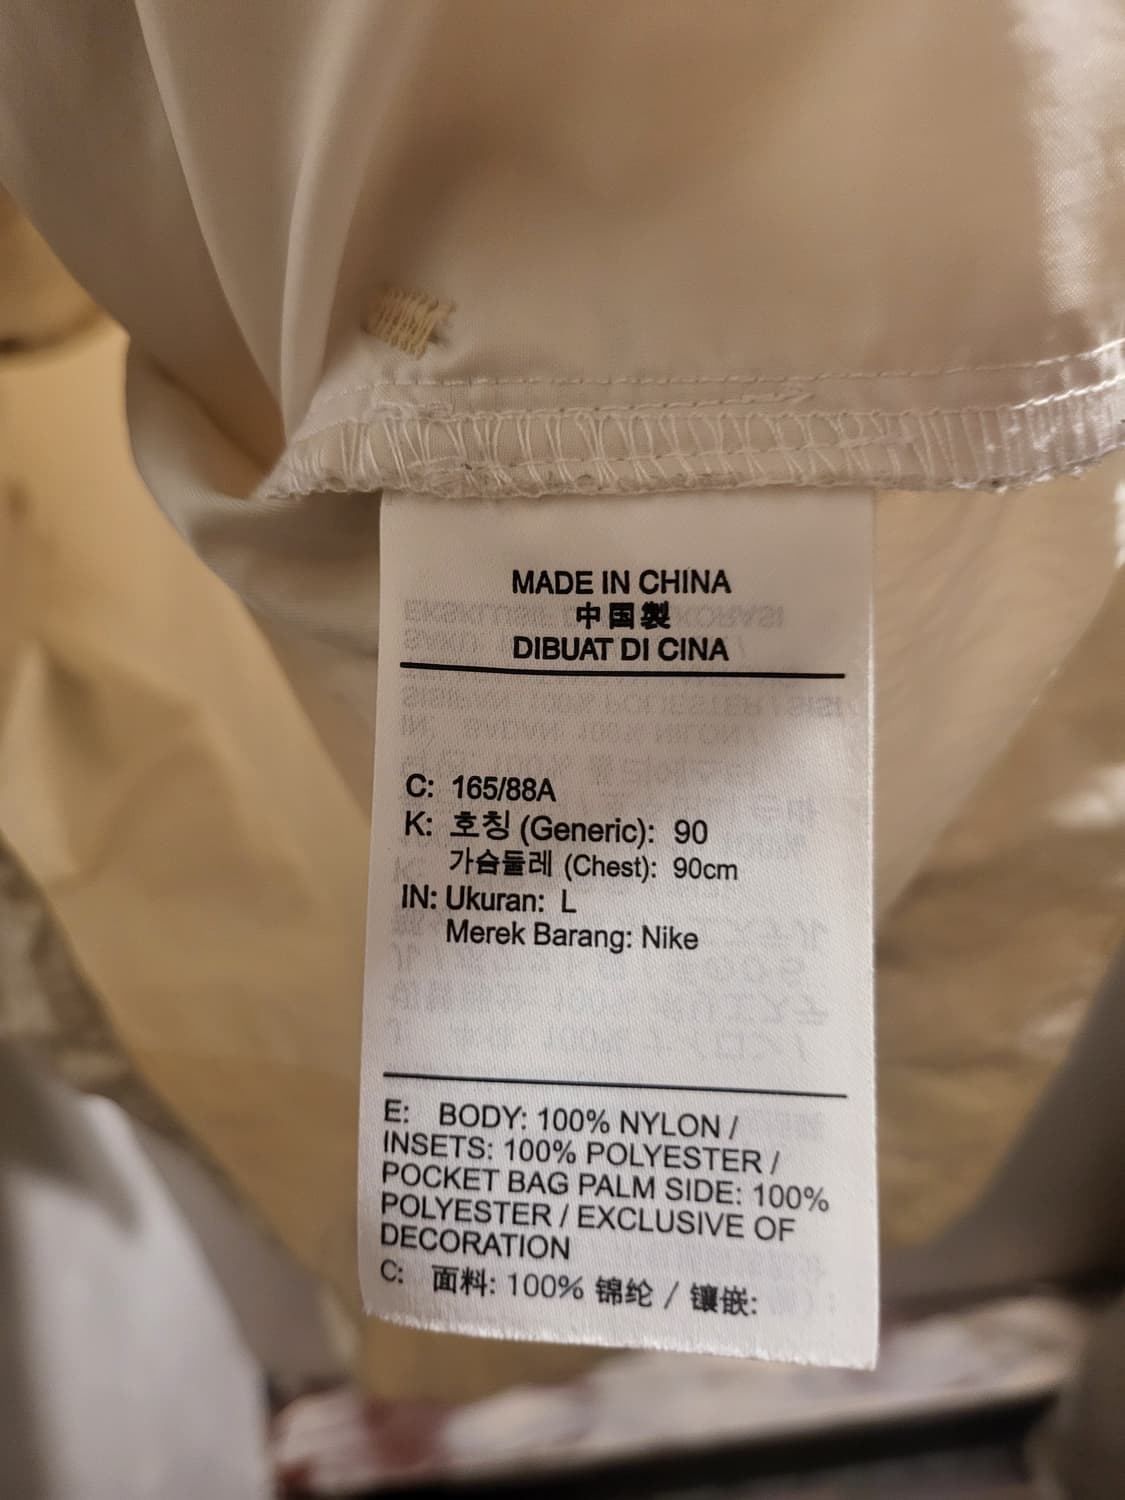 MADE IN CHINA
中国製
DIBUAT DI CINA
C: 165/88A
K: 호칭 (Generic): 90
가슴둘레 (Chest): 90cm
IN: Ukuran: L
Merek Barang: Nike
E: BODY: 100% NYLON /
INSETS: 100% POLYESTER /
POCKET BAG PALM SIDE: 100%
POLYESTER / EXCLUSIVE OF
DECORATION
C: 面料: 100% 锦纶 / 镶嵌: